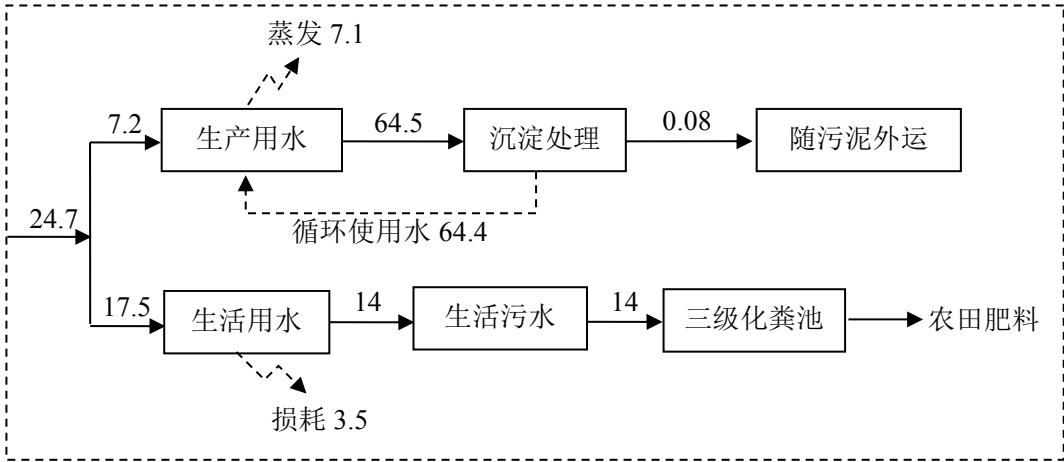 蒸发 7.1
7.2
生产用水
64.5
沉淀处理
0.08
随污泥外运
24.7
循环使用水 64.4
17.5
生活用水
14
生活污水
14
三级化粪池
农田肥料
损耗 3.5